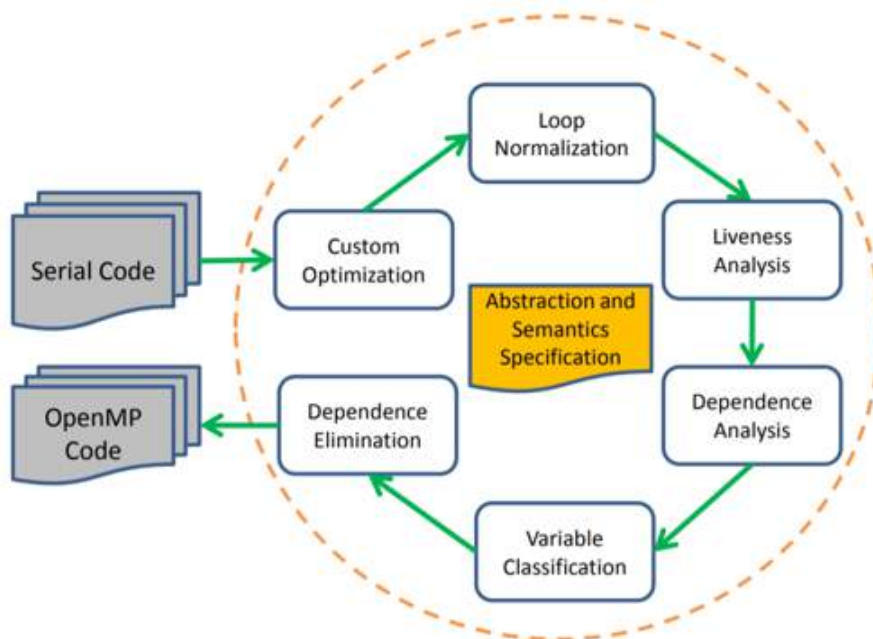 Loop
Normalization
Serial Code
Custom
Optimization
Liveness
Analysis
Abstraction and
Semantics
Specification
OpenMP
Code
Dependence
Elimination
Dependence
Analysis
Variable
Classification